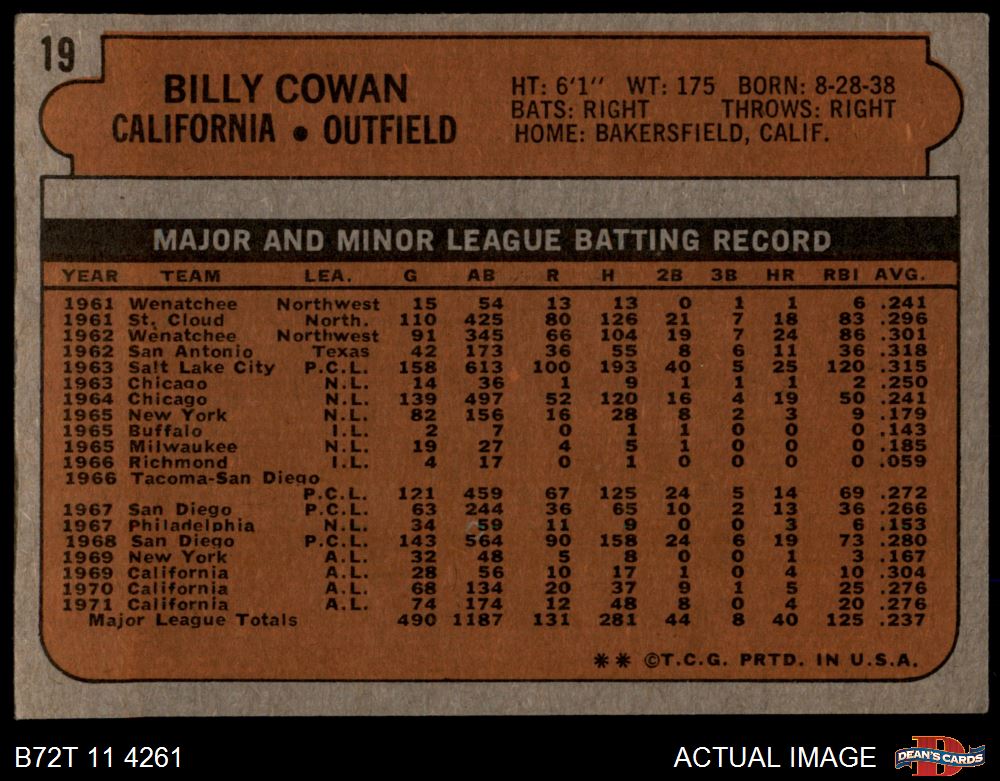 19
BILLY COWAN
CALIFORNIA • OUTFIELD
HT: 6'1'' WT: 175 BORN: 8-28-38
BATS: RIGHT THROWS: RIGHT
HOME: BAKERSFIELD, CALIF.
MAJOR AND MINOR LEAGUE BATTING RECORD
YEAR TEAM LEA. G AB R H 2B 3B HR RBI AVG.
1961 Wenatchee Northwest 15 54 13 13 0 1 1 6 .241
1961 St. Cloud North. 110 425 80 126 21 7 18 83 .296
1962 Wenatchee Northwest 91 345 66 104 19 7 24 86 .301
1962 San Antonio Texas 42 173 36 55 8 6 11 36 .318
1963 Salt Lake City P.C.L. 158 613 100 193 40 5 25 120 .315
1963 Chicago N.L. 14 36 1 9 1 1 1 2 .250
1964 Chicago N.L. 139 497 52 120 16 4 19 50 .241
1965 New York N.L. 82 156 16 28 8 2 3 9 .179
1965 Buffalo I.L. 2 7 0 1 1 0 0 0 .143
1965 Milwaukee N.L. 19 27 4 5 1 0 0 0 .185
1966 Richmond I.L. 4 17 0 1 0 0 0 0 .059
1966 Tacoma-San Diego
P.C.L. 121 459 67 125 24 5 14 69 .272
1967 San Diego P.C.L. 63 244 36 65 10 2 13 36 .266
1967 Philadelphia N.L. 34 59 11 9 0 0 3 6 .153
1968 San Diego P.C.L. 143 564 90 158 24 6 19 73 .280
1969 New York A.L. 32 48 5 8 0 0 1 3 .167
1969 California A.L. 28 56 10 17 1 0 4 10 .304
1970 California A.L. 68 134 20 37 9 1 5 25 .276
1971 California A.L. 74 174 12 48 8 0 4 20 .276
Major League Totals 490 1187 131 281 44 8 40 125 .237
** ©T.C.G. PRTD. IN U.S.A.
B72T 11 4261
ACTUAL IMAGE
D
DEAN'S CARDS